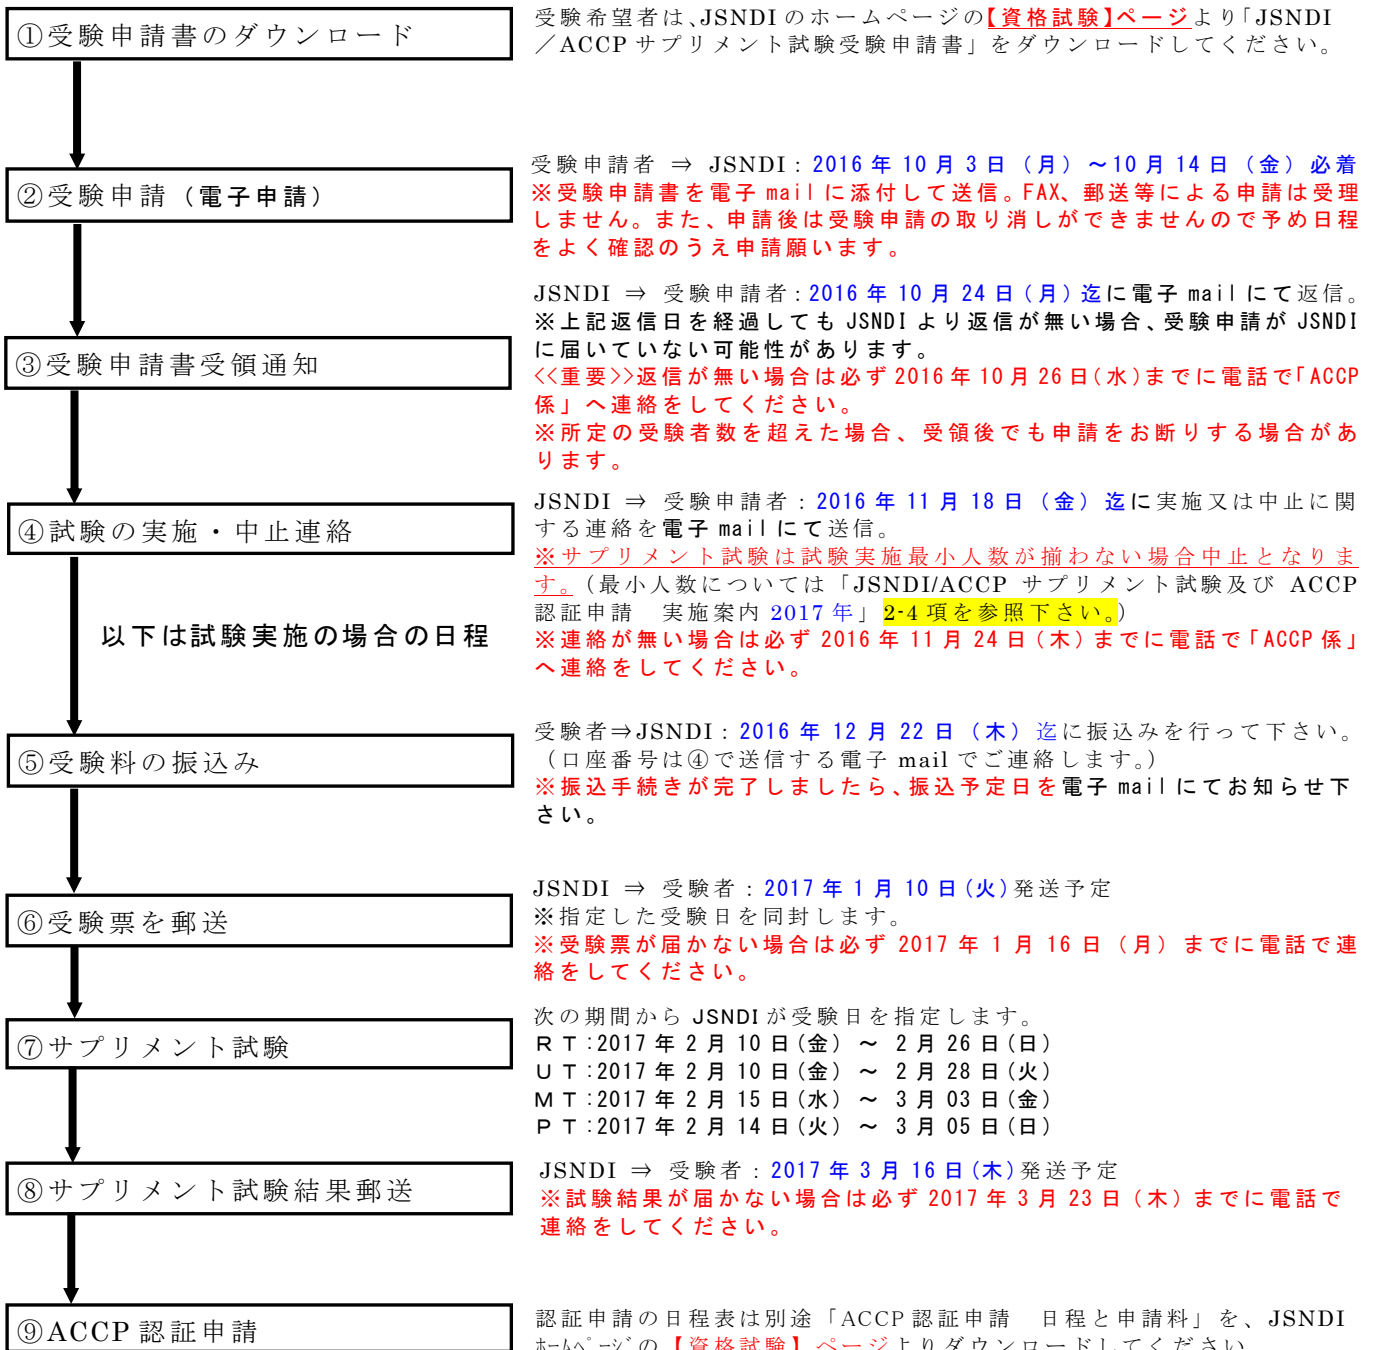 ①受験申請書のダウンロード
受験希望者は、JSNDIのホームページの【資格試験】ページより「JSNDI
／ACCPサプリメント試験受験申請書」をダウンロードしてください。
②受験申請（電子申請）
受験申請者 ⇒ JSNDI：2016年10月3日（月）～10月14日（金）必着
※受験申請書を電子mailに添付して送信。FAX、郵送等による申請は受理
しません。また、申請後は受験申請の取り消しができませんので予め日程
をよく確認のうえ申請願います。
③受験申請書受領通知
JSNDI ⇒ 受験申請者：2016年10月24日（月）迄に電子mailにて返信。
※上記返信日を経過してもJSNDIより返信が無い場合、受験申請がJSNDI
に届いていない可能性があります。
<<重要>>返信が無い場合は必ず2016年10月26日(水)までに電話で「ACCP
係」へ連絡をしてください。
※所定の受験者数を超えた場合、受領後でも申請をお断りする場合があ
ります。
④試験の実施・中止連絡
JSNDI ⇒ 受験申請者：2016年11月18日（金）迄に実施又は中止に関
する連絡を電子mailにて送信。
※サプリメント試験は試験実施最小人数が揃わない場合中止となりま
す。（最小人数については「JSNDI/ACCP サプリメント試験及び ACCP
認証申請　実施案内 2017年」2-4項を参照下さい。）
※連絡が無い場合は必ず2016年11月24日(木)までに電話で「ACCP係」
へ連絡をしてください。
以下は試験実施の場合の日程
⑤受験料の振込み
受験者⇒JSNDI：2016年12月22日（木）迄に振込みを行って下さい。
（口座番号は④で送信する電子mailでご連絡します。）
※振込手続きが完了しましたら、振込予定日を電子mailにてお知らせ下
さい。
⑥受験票を郵送
JSNDI ⇒ 受験者：2017年1月10日(火)発送予定
※指定した受験日を同封します。
※受験票が届かない場合は必ず2017年1月16日（月）までに電話で連
絡をしてください。
⑦サプリメント試験
次の期間からJSNDIが受験日を指定します。
ＲＴ:2017年2月10日(金) ～ 2月26日(日)
ＵＴ:2017年2月10日(金) ～ 2月28日(火)
ＭＴ:2017年2月15日(水) ～ 3月03日(金)
ＰＴ:2017年2月14日(火) ～ 3月05日(日)
⑧サプリメント試験結果郵送
JSNDI ⇒ 受験者：2017年3月16日(木)発送予定
※試験結果が届かない場合は必ず2017年3月23日（木）までに電話で
連絡をしてください。
⑨ACCP認証申請
認証申請の日程表は別途「ACCP認証申請　日程と申請料」を、JSNDI
ﾎｰﾑﾍﾟｰｼﾞの【資格試験】ページよりダウンロードしてください